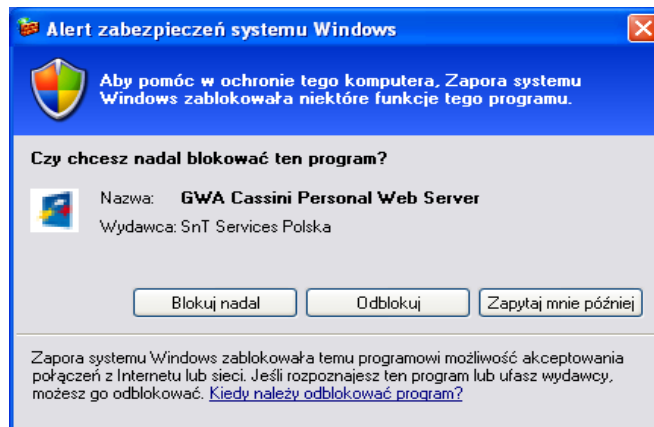 Alert zabezpieczeń systemu Windows
Aby pomóc w ochronie tego komputera, Zapora systemu
Windows zablokowała niektóre funkcje tego programu.
Czy chcesz nadal blokować ten program?
Nazwa: GWA Cassini Personal Web Server
Wydawca: SnT Services Polska
Blokuj nadal Odblokuj Zapytaj mnie później
Zapora systemu Windows zablokowała temu programowi możliwość akceptowania
połączeń z Internetu lub sieci. Jeśli rozpoznajesz ten program lub ufasz wydawcy,
możesz go odblokować. Kiedy należy odblokować program?